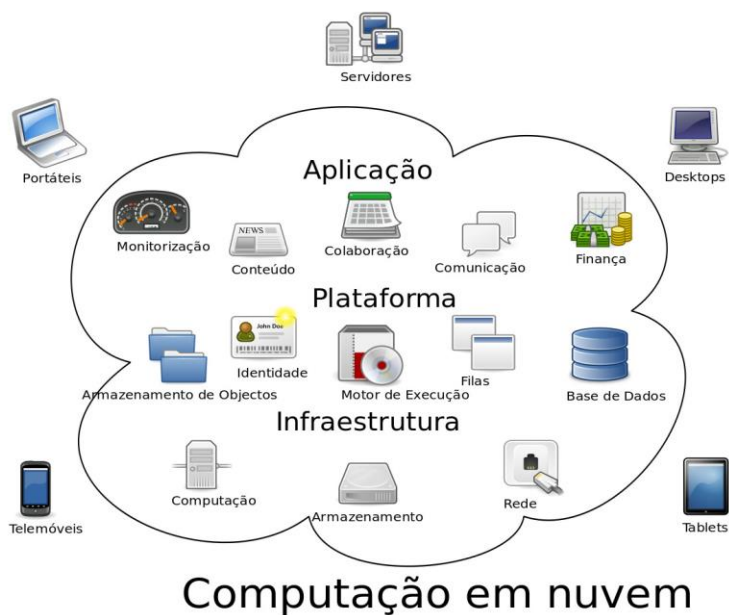 Servidores
Portáteis
Desktops
Aplicação
Monitorização
NEWS
Conteúdo
Colaboração
Comunicação
Finança
Plataforma
John Doe
Armazenamento de Objectos
Identidade
Motor de Execução
Filas
Base de Dados
Infraestrutura
Computação
Armazenamento
Rede
Telemóveis
Tablets
Computação em nuvem